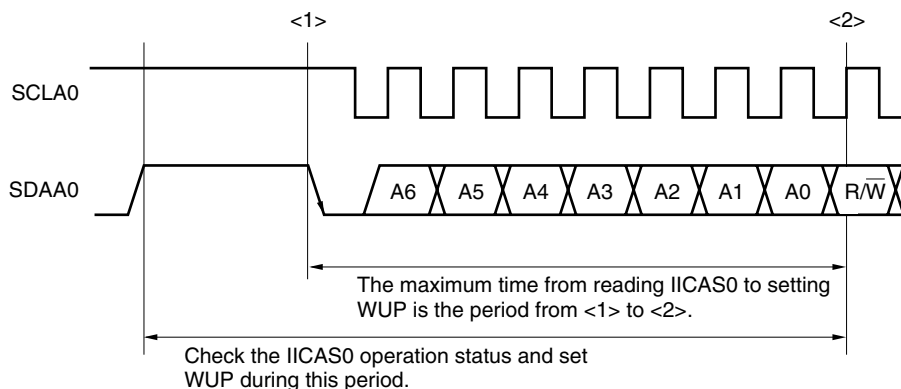 <1>
<2>
SCLA0
SDAA0
A6 A5 A4 A3 A2 A1 A0 R/W̅
The maximum time from reading IICAS0 to setting
WUP is the period from <1> to <2>.
Check the IICAS0 operation status and set
WUP during this period.